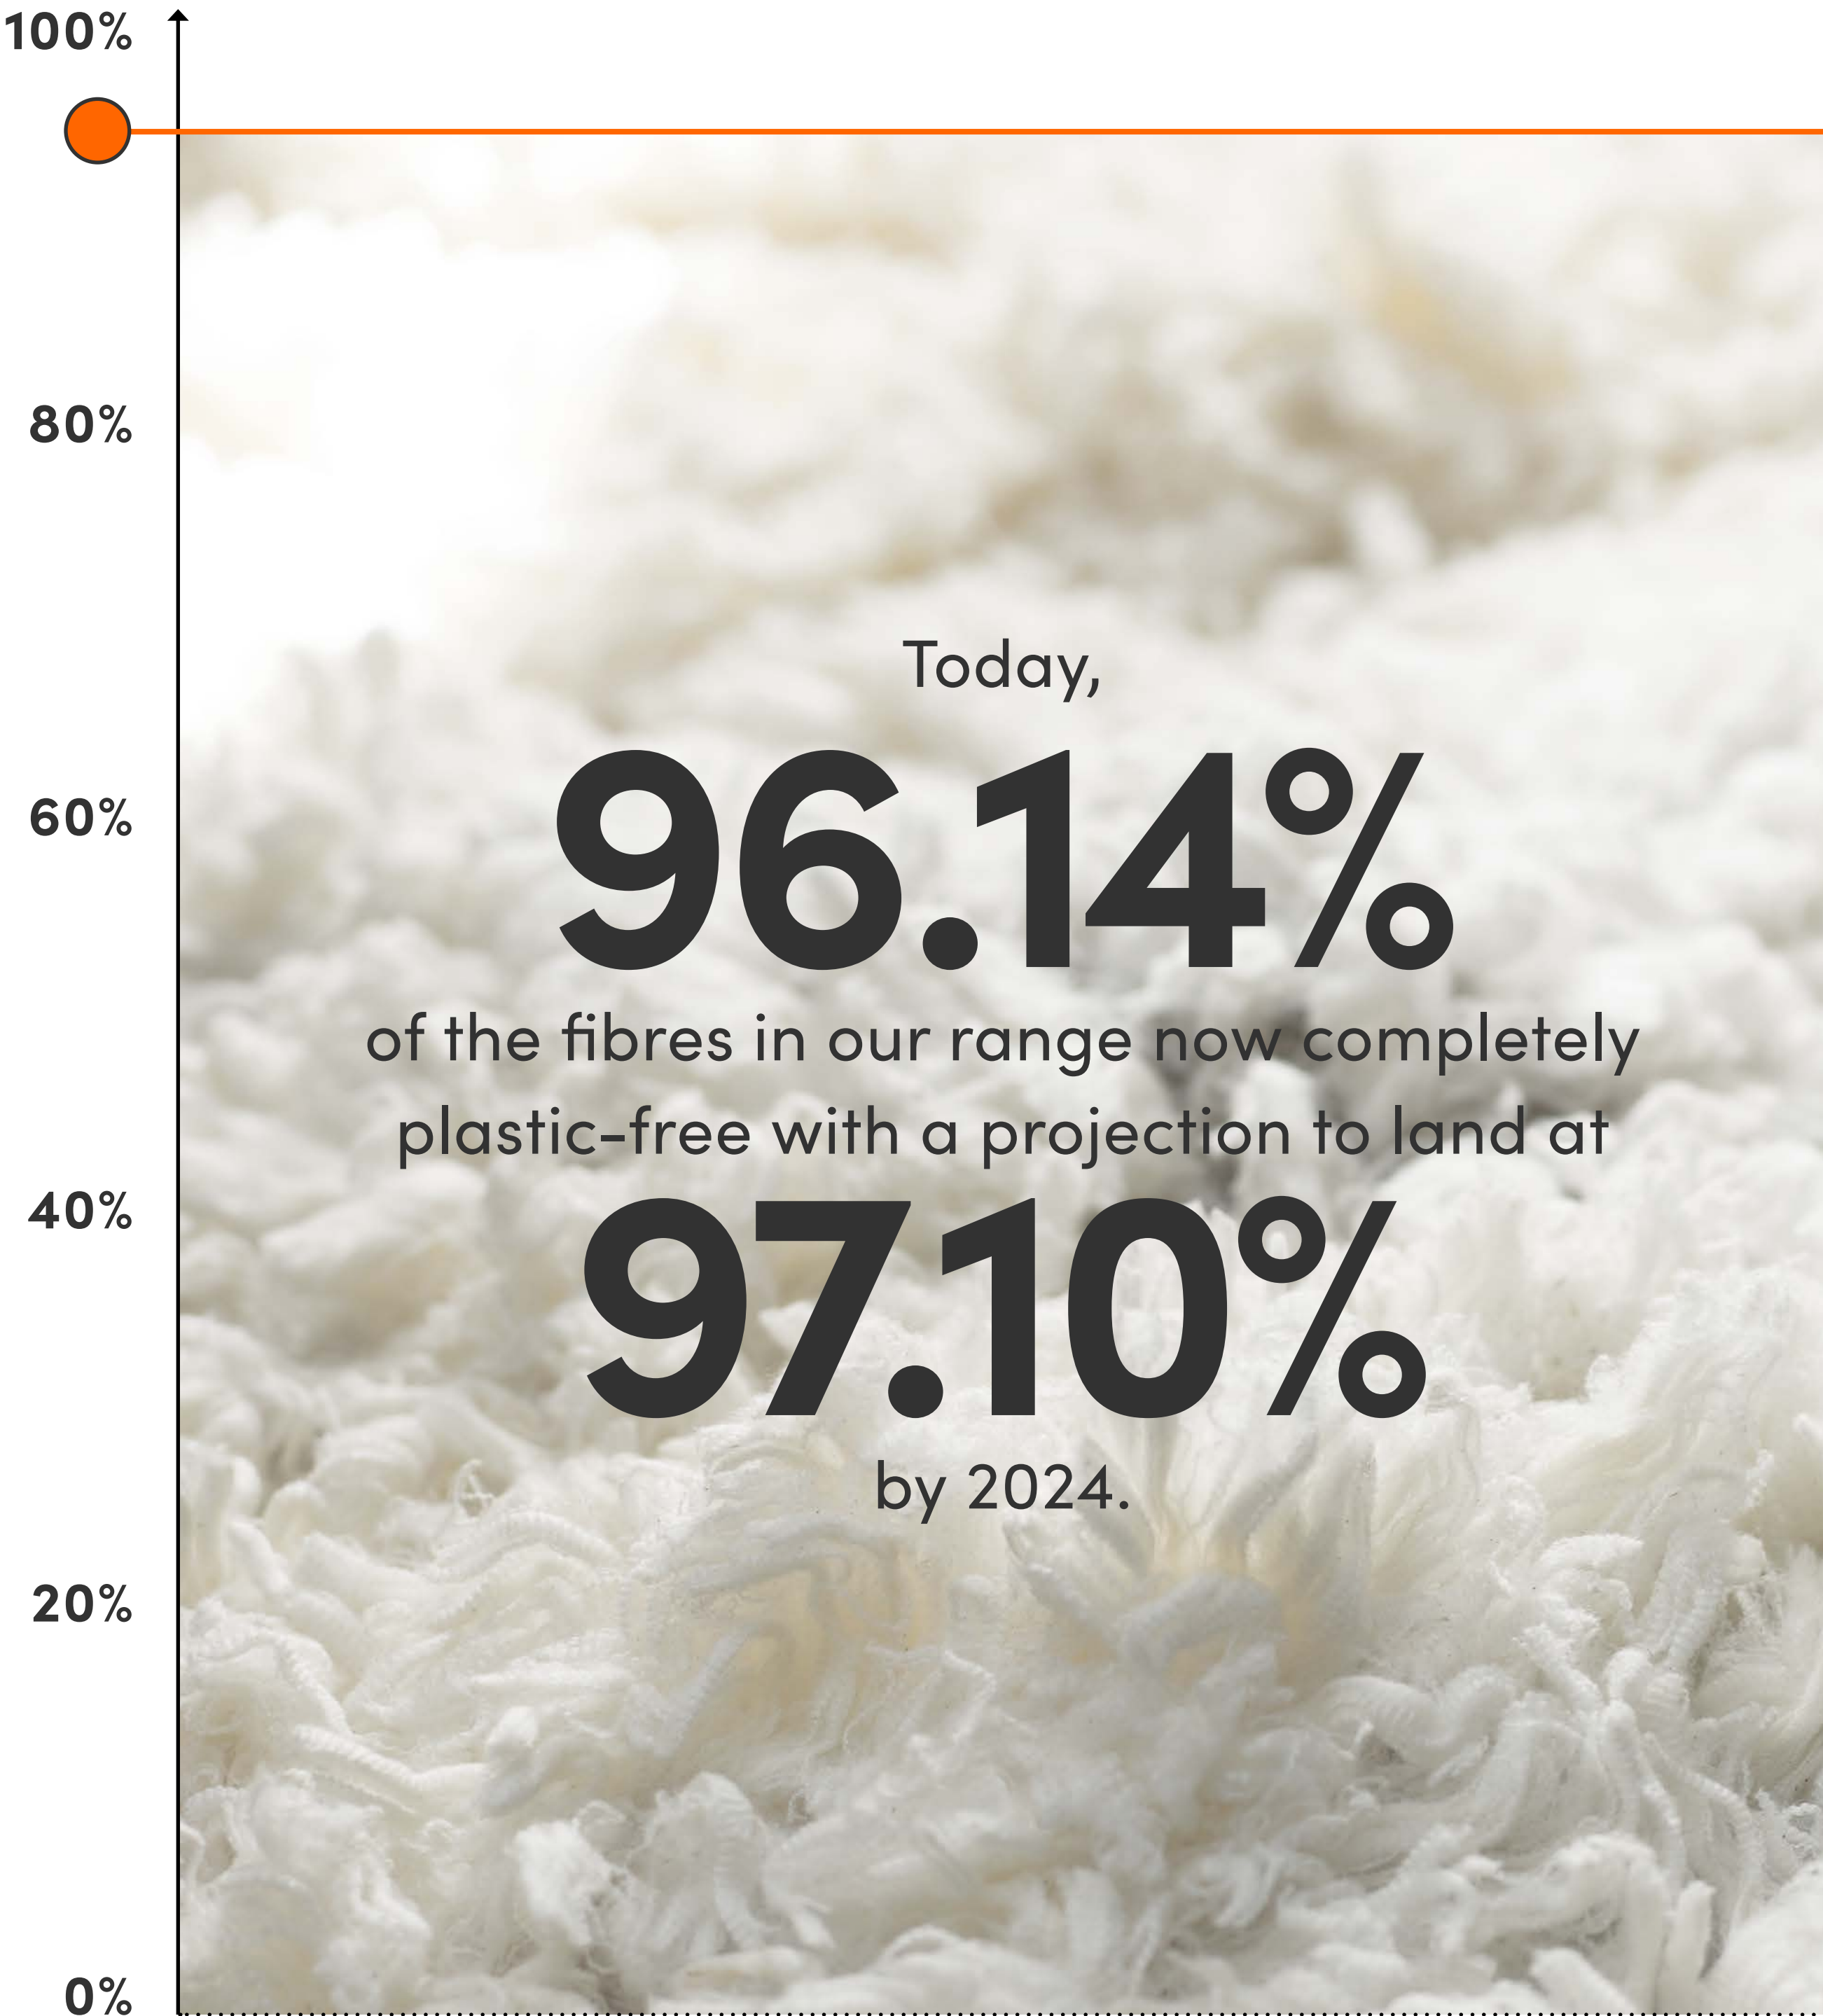 100%
80%
60%
40%
20%
0%
Today,
96.14%
of the fibres in our range now completely
plastic-free with a projection to land at
97.10%
by 2024.